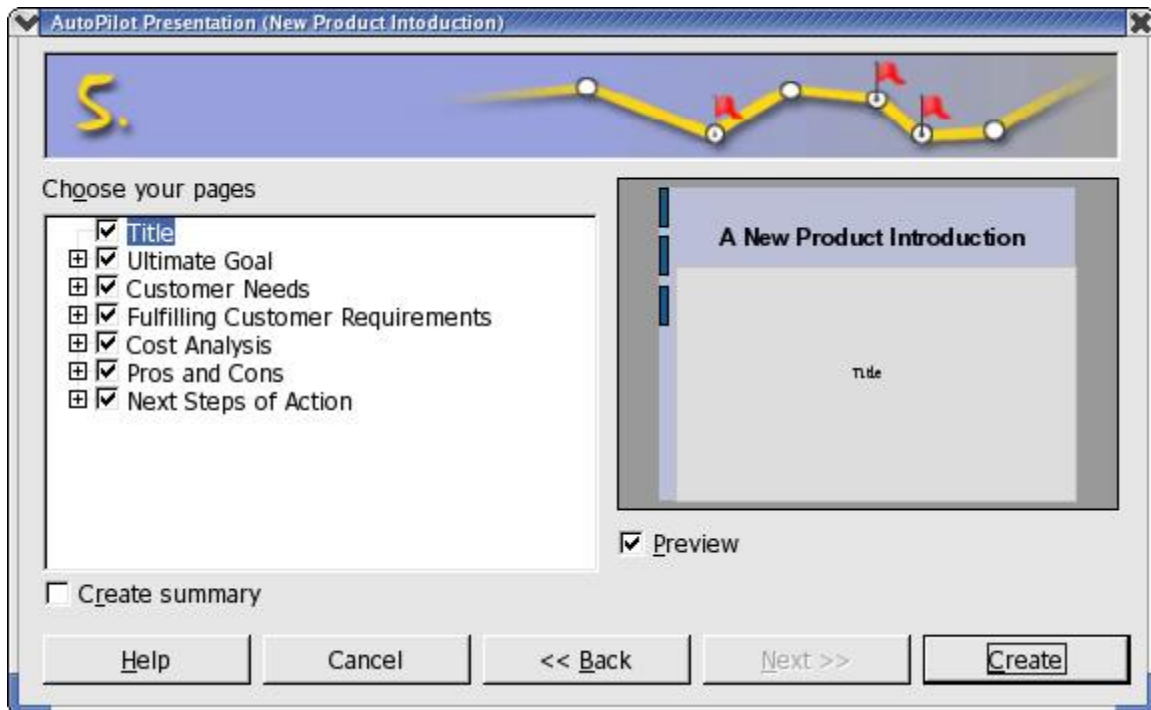 AutoPilot Presentation (New Product Intoduction)
5.
Choose your pages
Title
Ultimate Goal
Customer Needs
Fulfilling Customer Requirements
Cost Analysis
Pros and Cons
Next Steps of Action
A New Product Introduction
Title
Preview
Create summary
Help
Cancel
<< Back
Next >>
Create